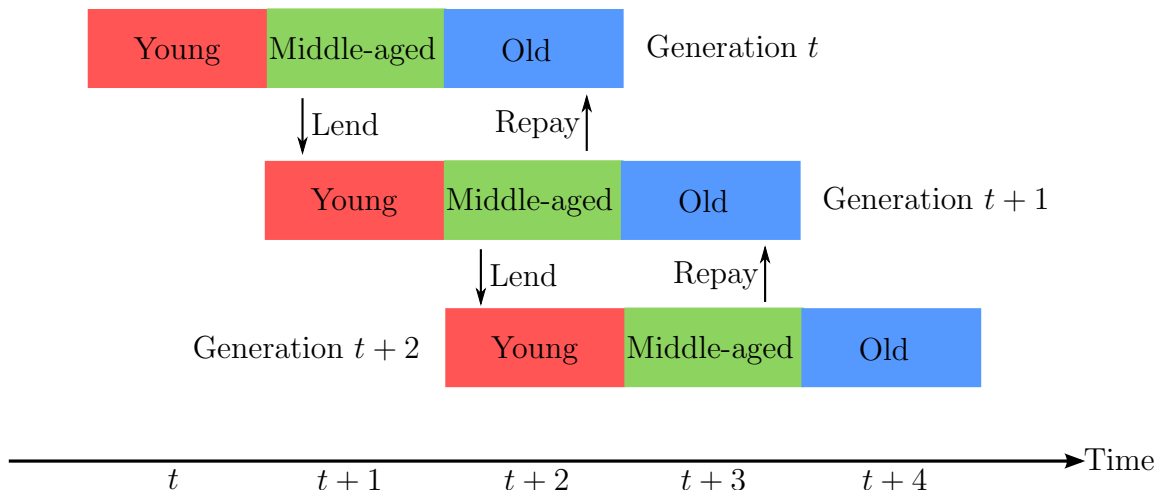 Young Middle-aged Old Generation t
Lend Repay
Young Middle-aged Old Generation t + 1
Lend Repay
Generation t + 2 Young Middle-aged Old
Time
t t + 1 t + 2 t + 3 t + 4